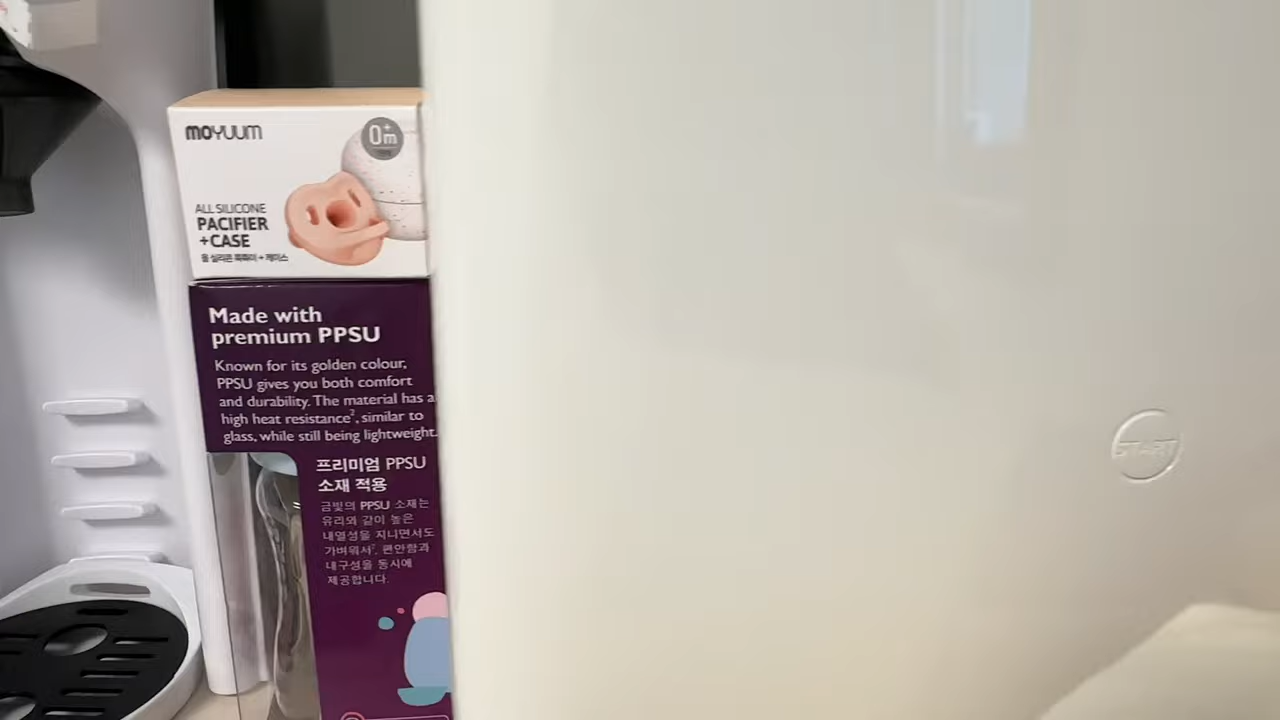 moyuum
0+m
ALL SILICONE
PACIFIER
+CASE
올 실리콘 쪽쪽이 + 케이스
Made with
premium PPSU
Known for its golden colour,
PPSU gives you both comfort
and durability. The material has a
high heat resistance², similar to
glass, while still being lightweight.
프리미엄 PPSU
소재 적용
금빛의 PPSU 소재는
유리와 같이 높은
내열성을 지니면서도
가벼워서², 편안함과
내구성을 동시에
제공합니다.
START